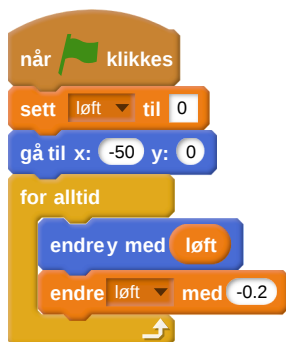 når klikkes
sett løft til 0
gå til x: -50 y: 0
for alltid
endre y med løft
endre løft med -0.2